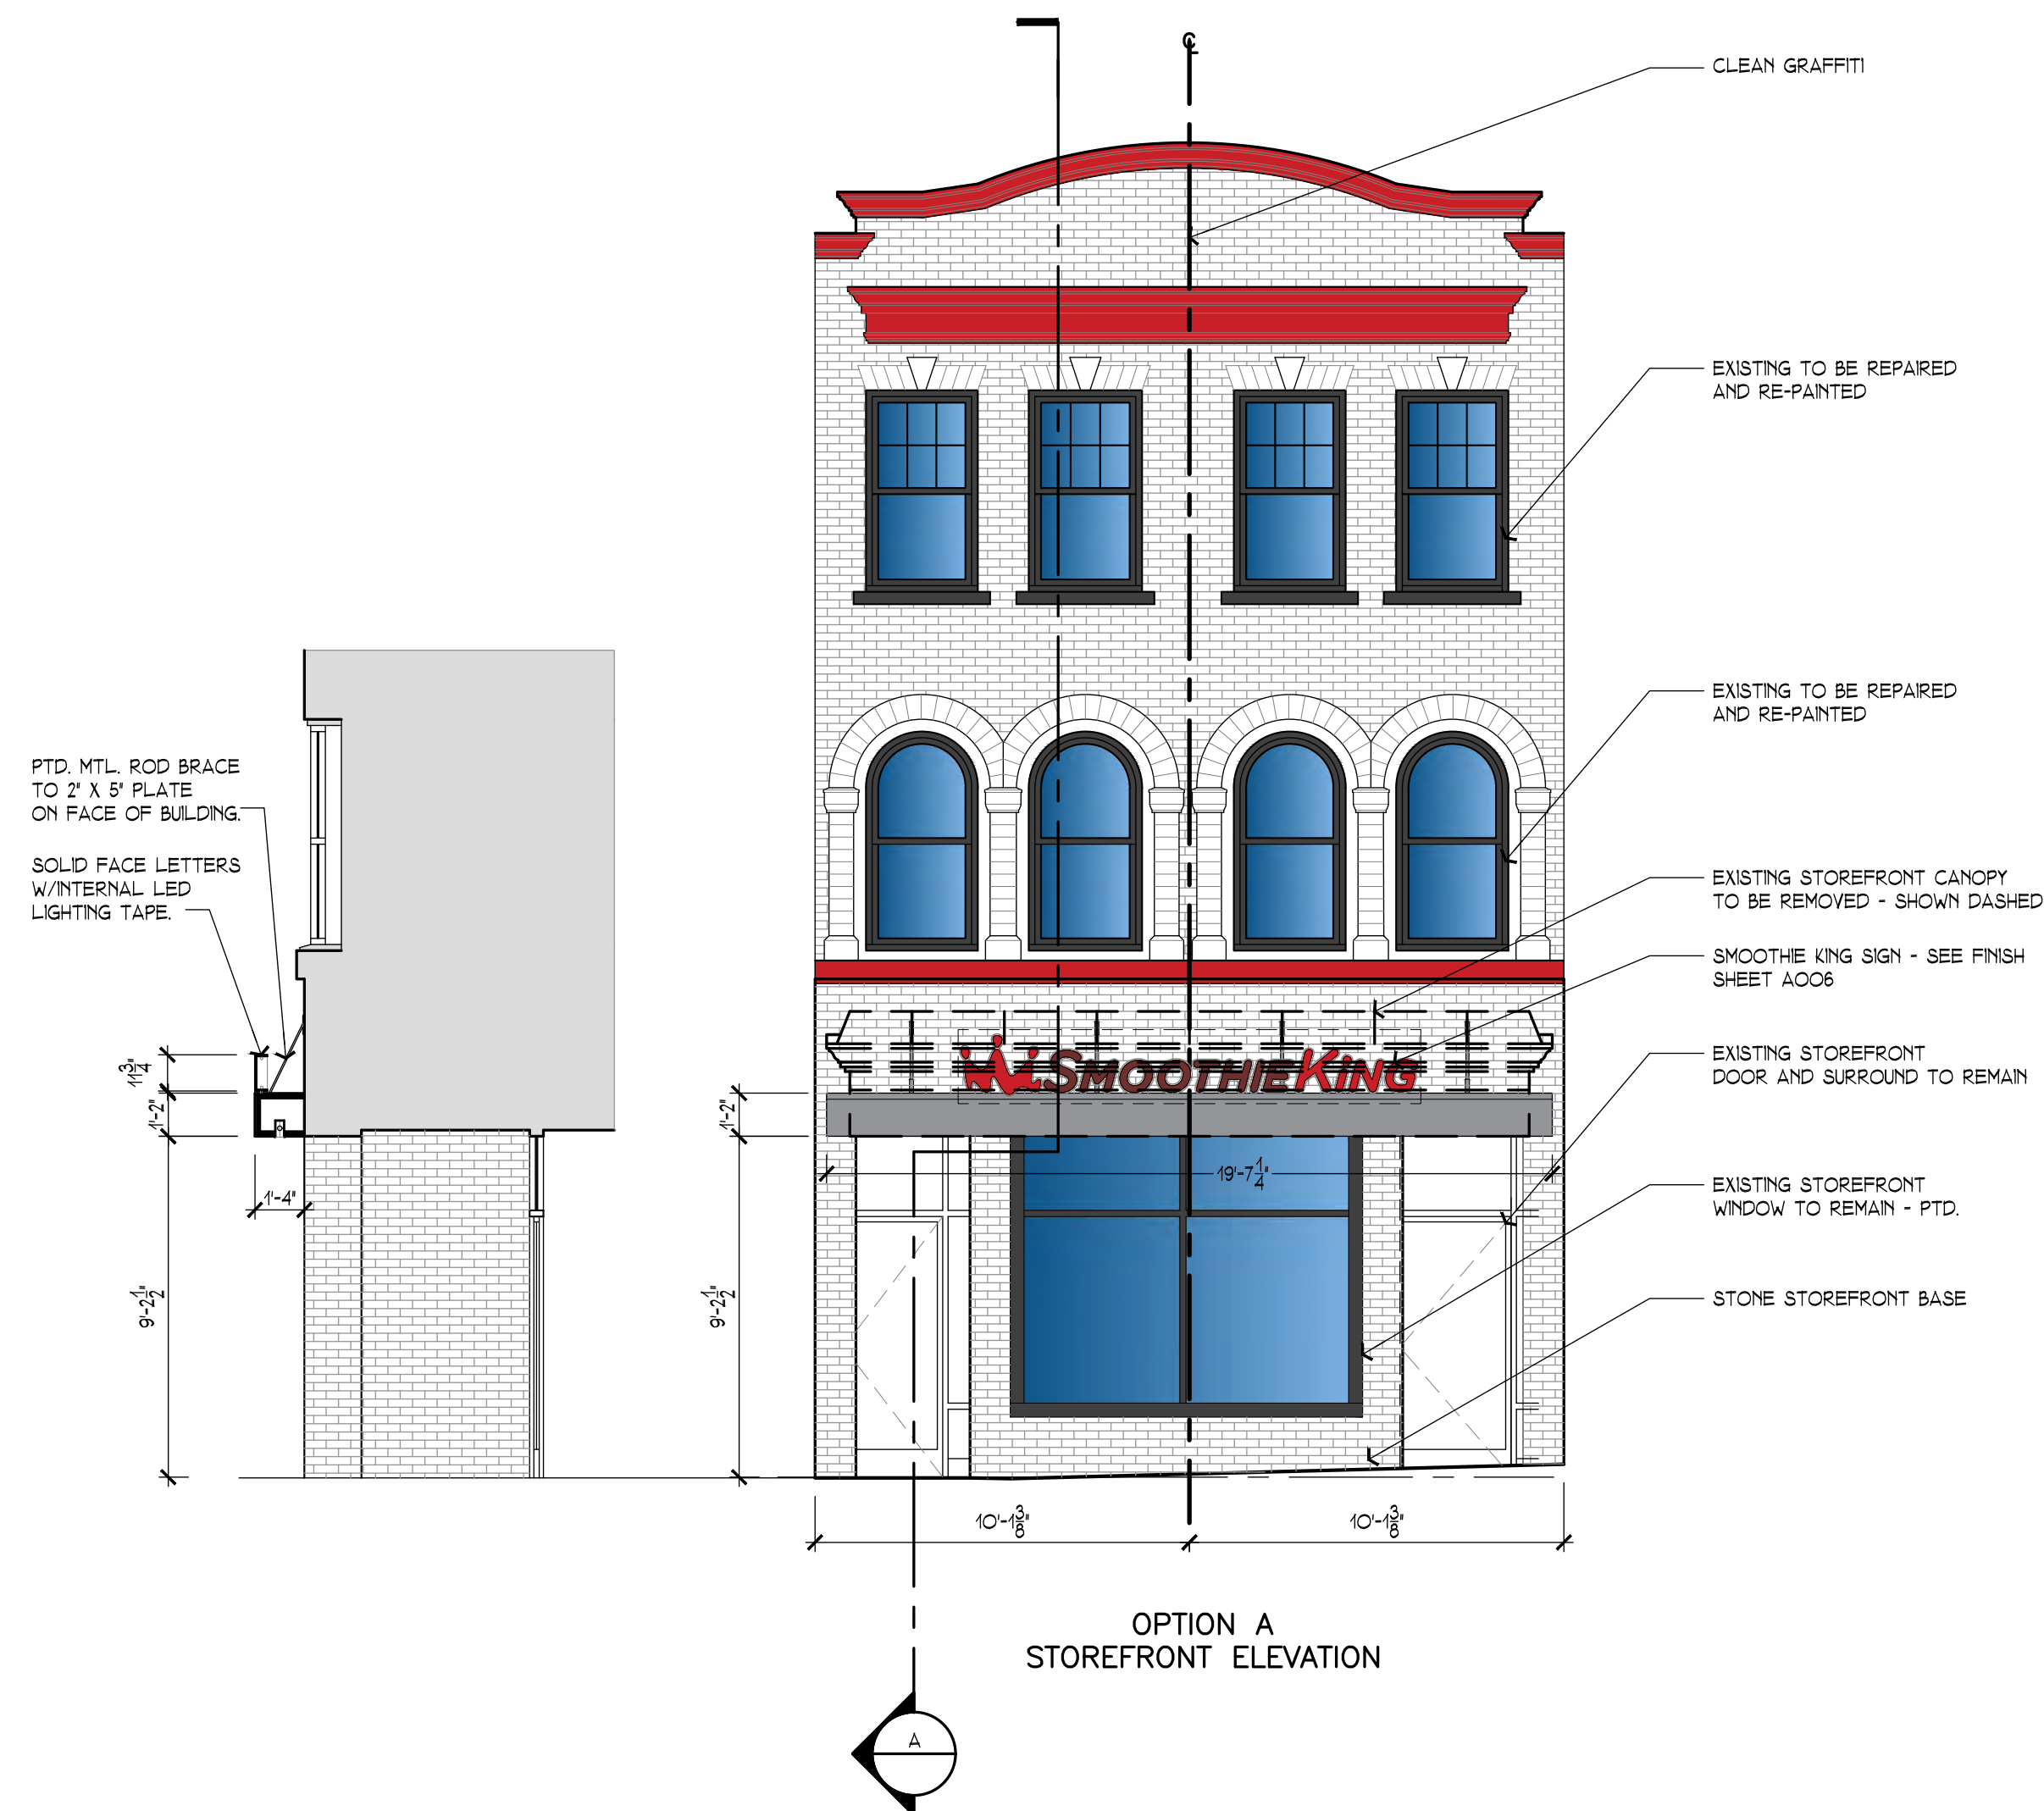 ℄
CLEAN GRAFFITI
EXISTING TO BE REPAIRED
AND RE-PAINTED
EXISTING TO BE REPAIRED
AND RE-PAINTED
PTD. MTL. ROD BRACE
TO 2" X 5" PLATE
ON FACE OF BUILDING.
SOLID FACE LETTERS
W/INTERNAL LED
LIGHTING TAPE.
EXISTING STOREFRONT CANOPY
TO BE REMOVED - SHOWN DASHED
SMOOTHIE KING SIGN - SEE FINISH
SHEET A006
SMOOTHIE KING
EXISTING STOREFRONT
DOOR AND SURROUND TO REMAIN
EXISTING STOREFRONT
WINDOW TO REMAIN - PTD.
STONE STOREFRONT BASE
11 3/4"
1'-2"
1'-4"
9'-2 1/2"
1'-2"
9'-2 1/2"
19'-7 1/4"
10'-1 3/8"
10'-1 3/8"
OPTION A
STOREFRONT ELEVATION
A